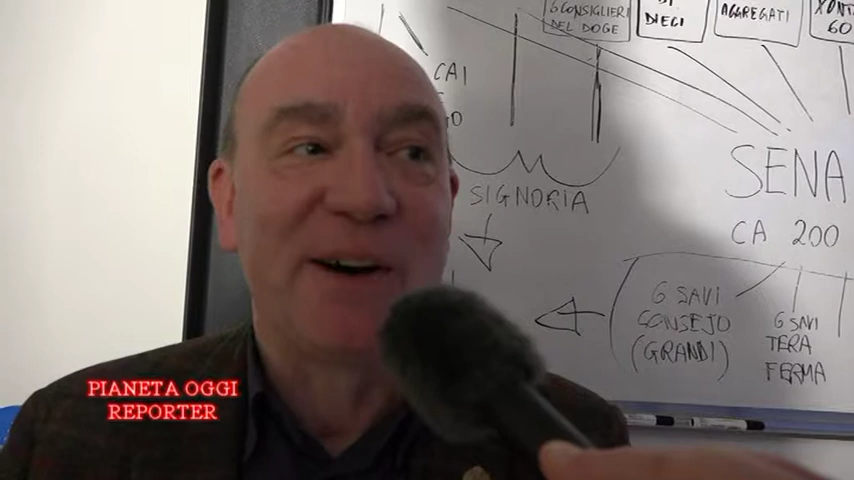 6 CONSIGLIERI
DEL DOGE
DIECI
AGGREGATI
60
CAI
SIGNORIA
SENA
CA 200
6 SAVI
CONSEJO
(GRANDI)
6 SAVI
TERA
FERMA
PIANETA OGGI
REPORTER